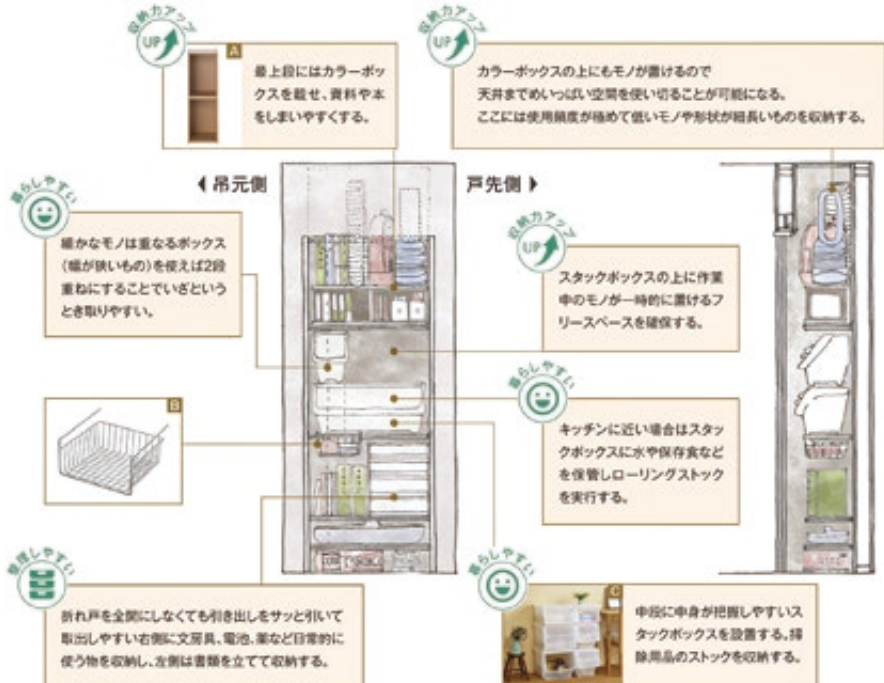 収納力アップ
UP
A
最上段にはカラーボッ
クスを載せ、資料や本
をしまいやすくする。
収納力アップ
UP
カラーボックスの上にもモノが置けるので
天井までめいっぱい空間を使い切ることが可能になる。
ここには使用頻度が極めて低いモノや形状が細長いものを収納する。
吊元側
戸先側
暮らしやすい
細かなモノは重なるボックス
(幅が狭いもの)を使えば2段
重ねにすることでいざという
とき取りやすい。
収納力アップ
UP
スタックボックスの上に作業
中のモノが一時的に置けるフ
リースペースを確保する。
暮らしやすい
キッチンに近い場合はスタッ
クボックスに水や保存食など
を保管しローリングストック
を実行する。
B
整理しやすい
折れ戸を全開にしなくても引き出しをサッと引いて
取出しやすい右側に文房具、電池、薬など日常的に
使う物を収納し、左側は書類を立てて収納する。
暮らしやすい
C
中段に中身が把握しやすいス
タックボックスを設置する。掃
除用品のストックを収納する。